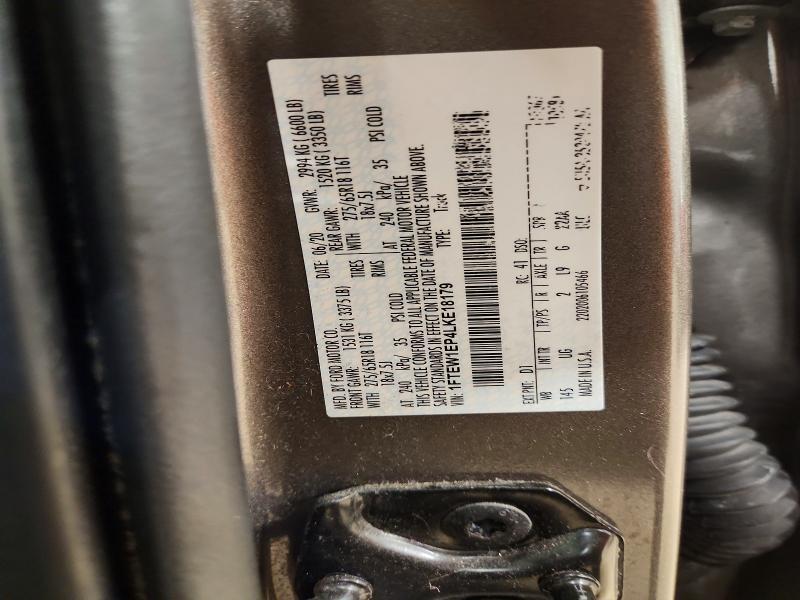 MFD. BY FORD MOTOR CO.
DATE: 06/20 GVWR: 2994 KG ( 6600 LB)
FRONT GAWR: 1531 KG ( 3375 LB) REAR GAWR: 1520 KG ( 3350 LB)
WITH 275/65R18 116T TIRES WITH 275/65R18 116T TIRES
18x7.5J RIMS 18x7.5J RIMS
AT 240 kPa/ 35 PSI COLD AT 240 kPa/ 35 PSI COLD
THIS VEHICLE CONFORMS TO ALL APPLICABLE FEDERAL MOTOR VEHICLE
SAFETY STANDARDS IN EFFECT ON THE DATE OF MANUFACTURE SHOWN ABOVE.
VIN: 1FTEW1EP4LKE18179 TYPE: Truck
EXT PNT: D1 RC: 41 DSO:
WB INT TR TP/PS R AXLE TR SPR
145 UG 2 L9 G
MADE IN U.S.A. 2202006105466